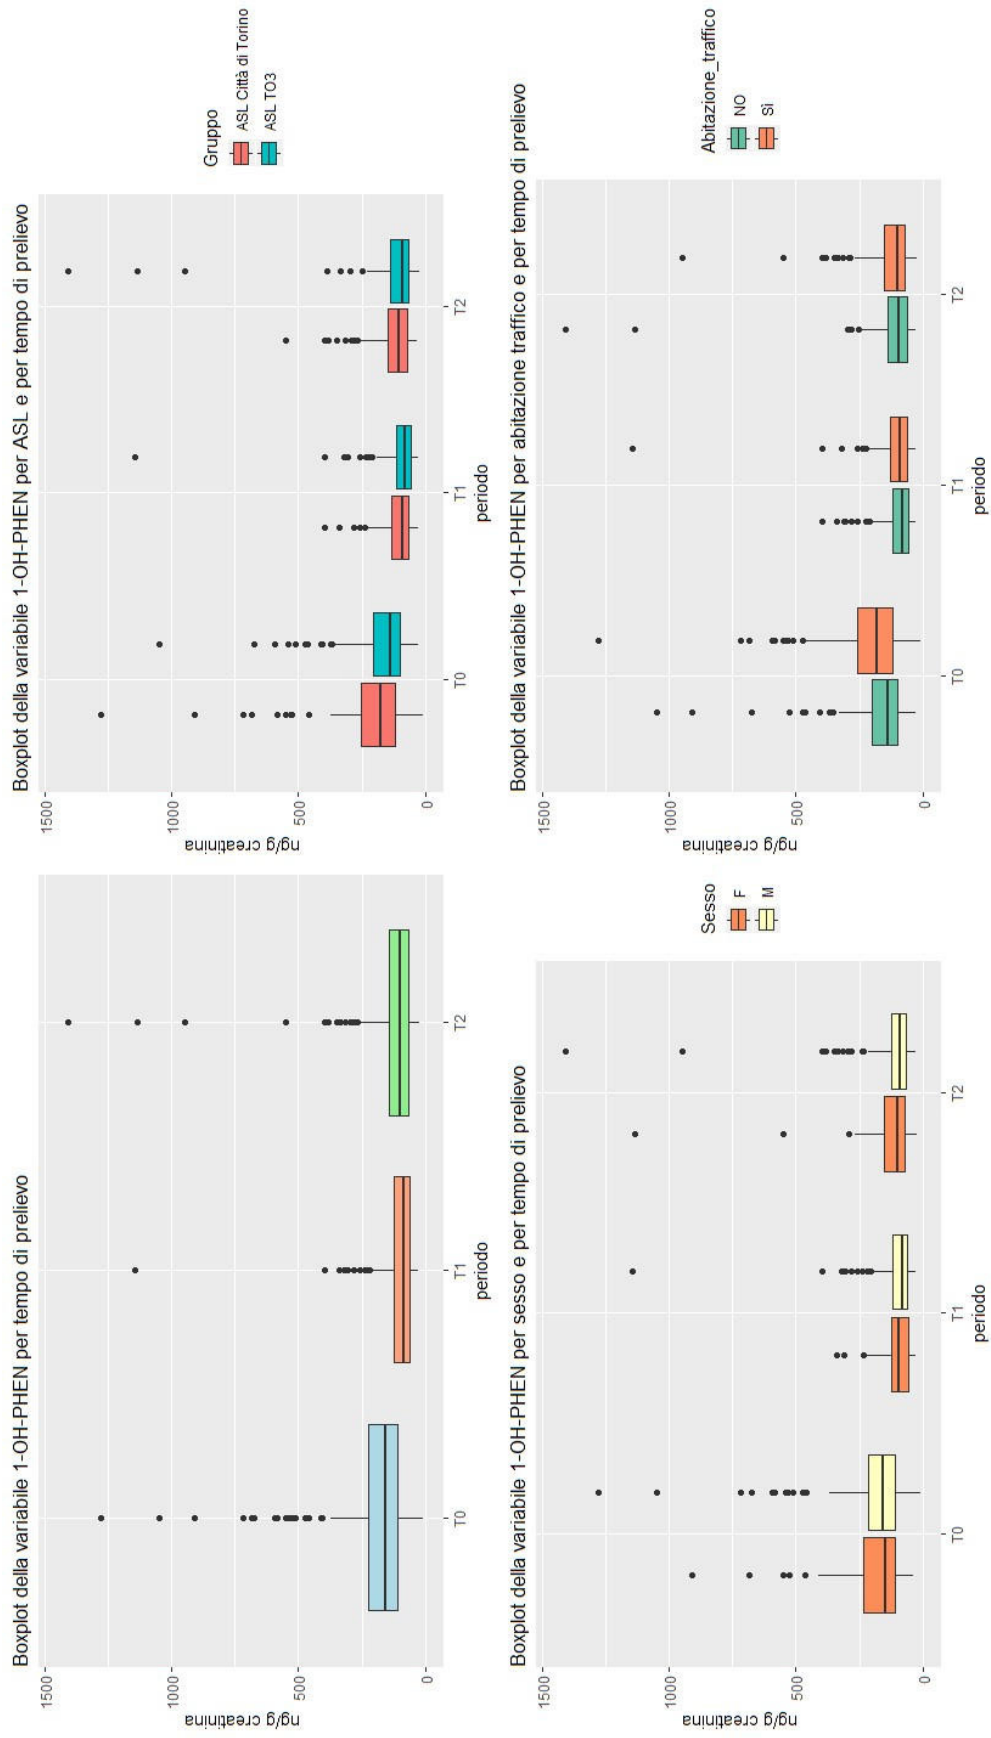 Boxplot della variabile 1-OH-PHEN per tempo di prelievo
ng/g creatinina
1500
1000
500
0
T0
T1
T2
periodo
Boxplot della variabile 1-OH-PHEN per ASL e per tempo di prelievo
ng/g creatinina
1500
1000
500
0
T0
T1
T2
periodo
Gruppo
ASL Città di Torino
ASL TO3
Boxplot della variabile 1-OH-PHEN per sesso e per tempo di prelievo
ng/g creatinina
1500
1000
500
0
T0
T1
T2
periodo
Sesso
F
M
Boxplot della variabile 1-OH-PHEN per abitazione traffico e per tempo di prelievo
ng/g creatinina
1500
1000
500
0
T0
T1
T2
periodo
Abitazione_traffico
NO
Sì